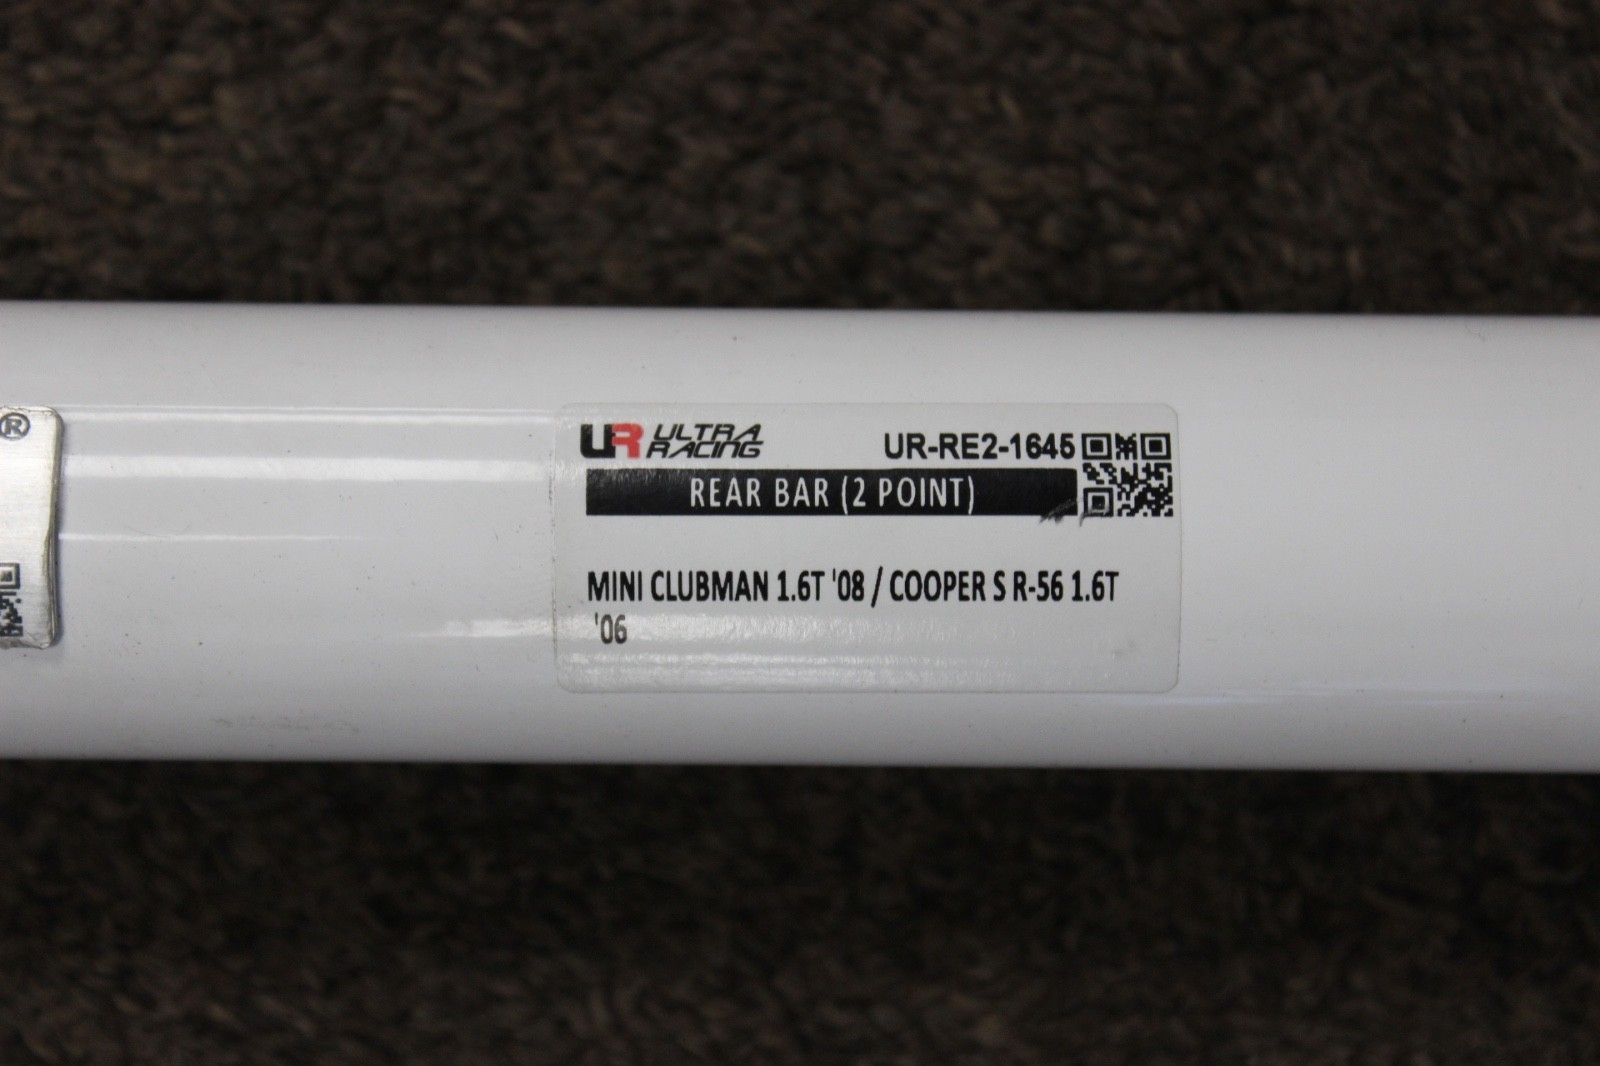 ®
UR ULTRA RACING
UR-RE2-1645
REAR BAR (2 POINT)
MINI CLUBMAN 1.6T '08 / COOPER S R-56 1.6T
'06